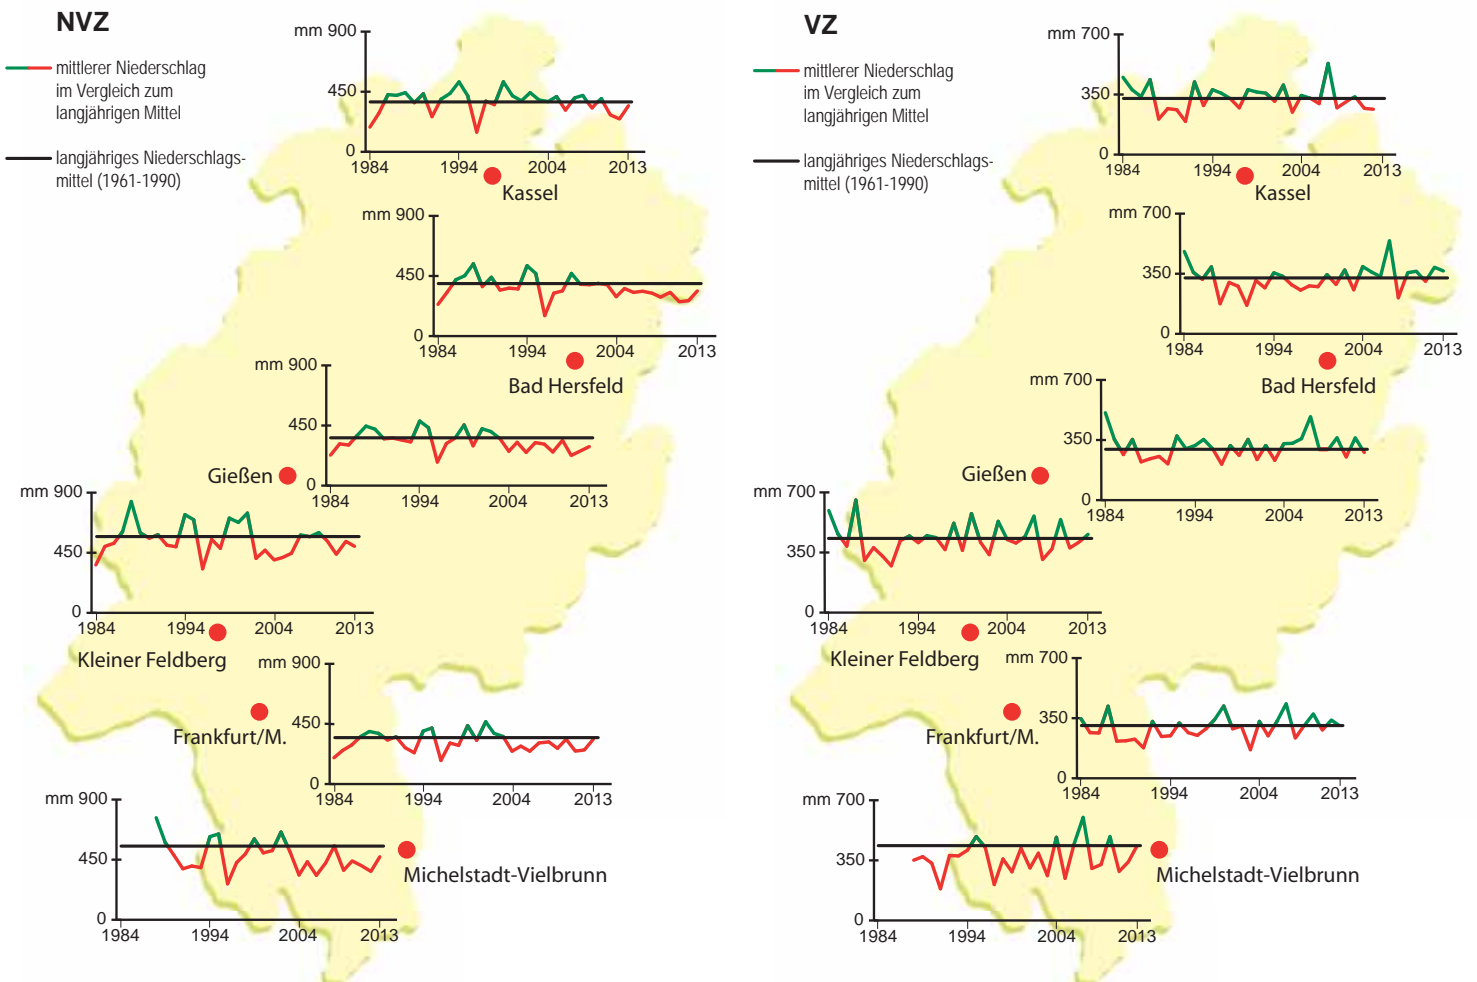 NVZ
mittlerer Niederschlag
im Vergleich zum
langjährigen Mittel
langjähriges Niederschlags-
mittel (1961-1990)
mm 900
450
0
1984 1994 2004 2013
Kassel
mm 900
450
0
1984 1994 2004 2013
Bad Hersfeld
mm 900
450
0
1984 1994 2004 2013
Gießen
mm 900
450
0
1984 1994 2004 2013
Kleiner Feldberg
mm 900
450
0
1984 1994 2004 2013
Frankfurt/M.
mm 900
450
0
1984 1994 2004 2013
Michelstadt-Vielbrunn
VZ
mittlerer Niederschlag
im Vergleich zum
langjährigen Mittel
langjähriges Niederschlags-
mittel (1961-1990)
mm 700
350
0
1984 1994 2004 2013
Kassel
mm 700
350
0
1984 1994 2004 2013
Bad Hersfeld
mm 700
350
0
1984 1994 2004 2013
Gießen
mm 700
350
0
1984 1994 2004 2013
Kleiner Feldberg
mm 700
350
0
1984 1994 2004 2013
Frankfurt/M.
mm 700
350
0
1984 1994 2004 2013
Michelstadt-Vielbrunn